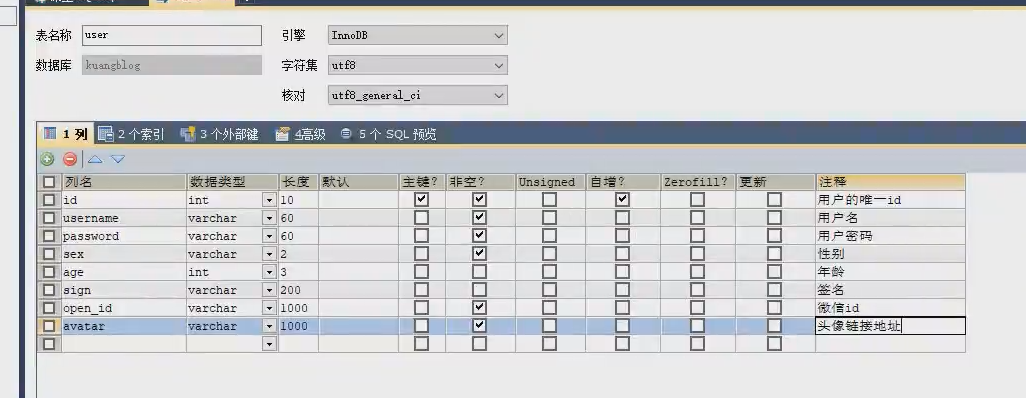 表名称 user 引擎 InnoDB
数据库 kuangblog 字符集 utf8
核对 utf8_general_ci
1 列 2 个索引 3 个外部键 4高级 5 个 SQL 预览
列名 数据类型 长度 默认 主键? 非空? Unsigned 自增? Zerofill? 更新 注释
id int 10 用户的唯一id
username varchar 60 用户名
password varchar 60 用户密码
sex varchar 2 性别
age int 3 年龄
sign varchar 200 签名
open_id varchar 1000 微信id
avatar varchar 1000 头像链接地址